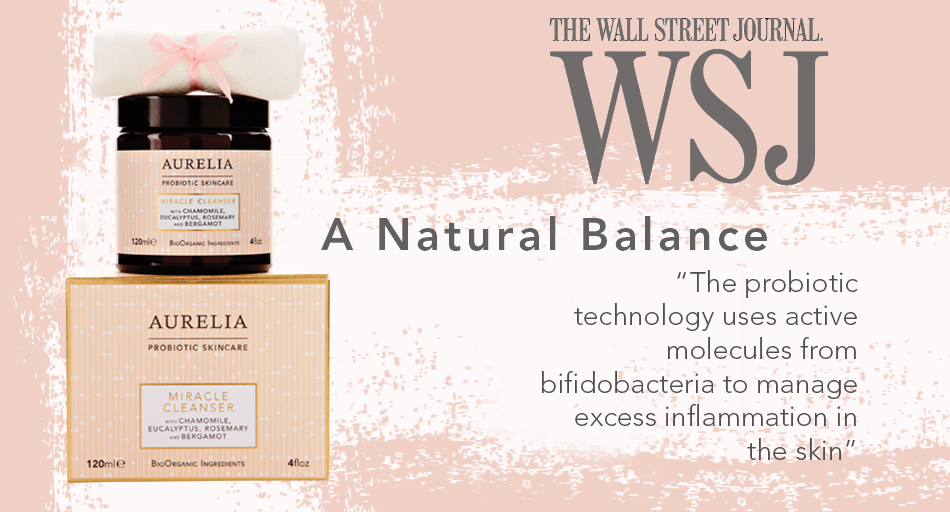 THE WALL STREET JOURNAL.
WSJ
A Natural Balance
“The probiotic
technology uses active
molecules from
bifidobacteria to manage
excess inflammation in
the skin”
AURELIA
PROBIOTIC SKINCARE
MIRACLE CLEANSER
WITH CHAMOMILE,
EUCALYPTUS, ROSEMARY
AND BERGAMOT
120ml℮ BIOORGANIC INGREDIENTS 4floz
AURELIA
PROBIOTIC SKINCARE
MIRACLE
CLEANSER
WITH CHAMOMILE,
EUCALYPTUS, ROSEMARY
AND BERGAMOT
120ml℮ BIOORGANIC INGREDIENTS 4floz